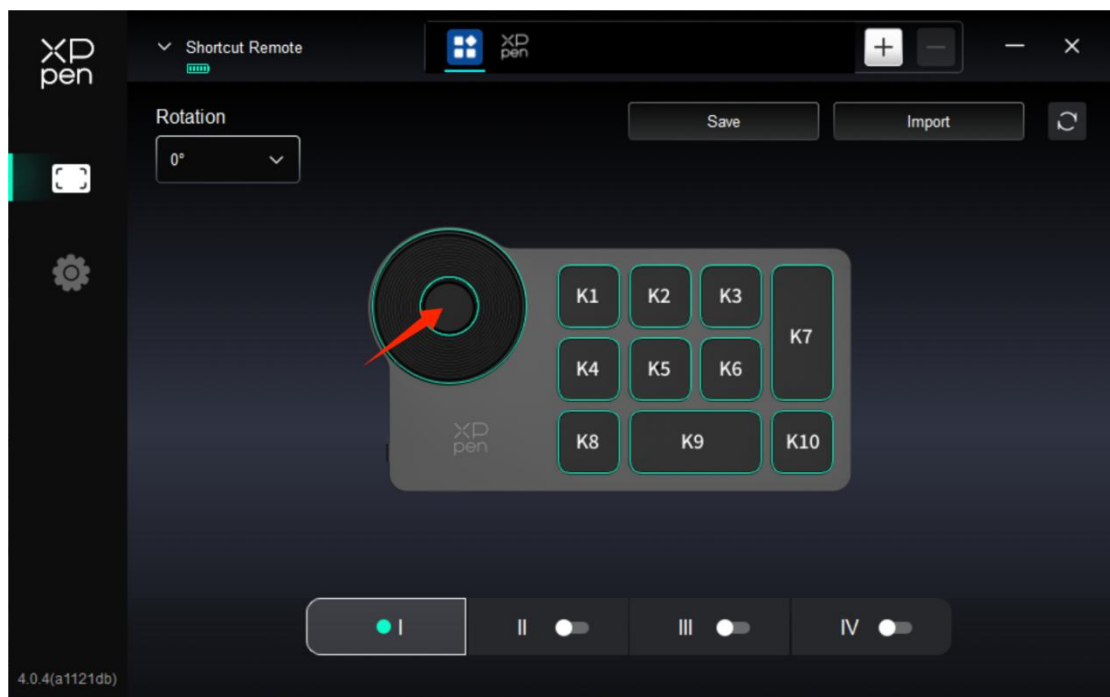 XP
pen
Shortcut Remote
XP
pen
Rotation
0°
Save
Import
K1
K2
K3
K7
K4
K5
K6
K8
K9
K10
XP
pen
I
II
III
IV
4.0.4(a1121db)